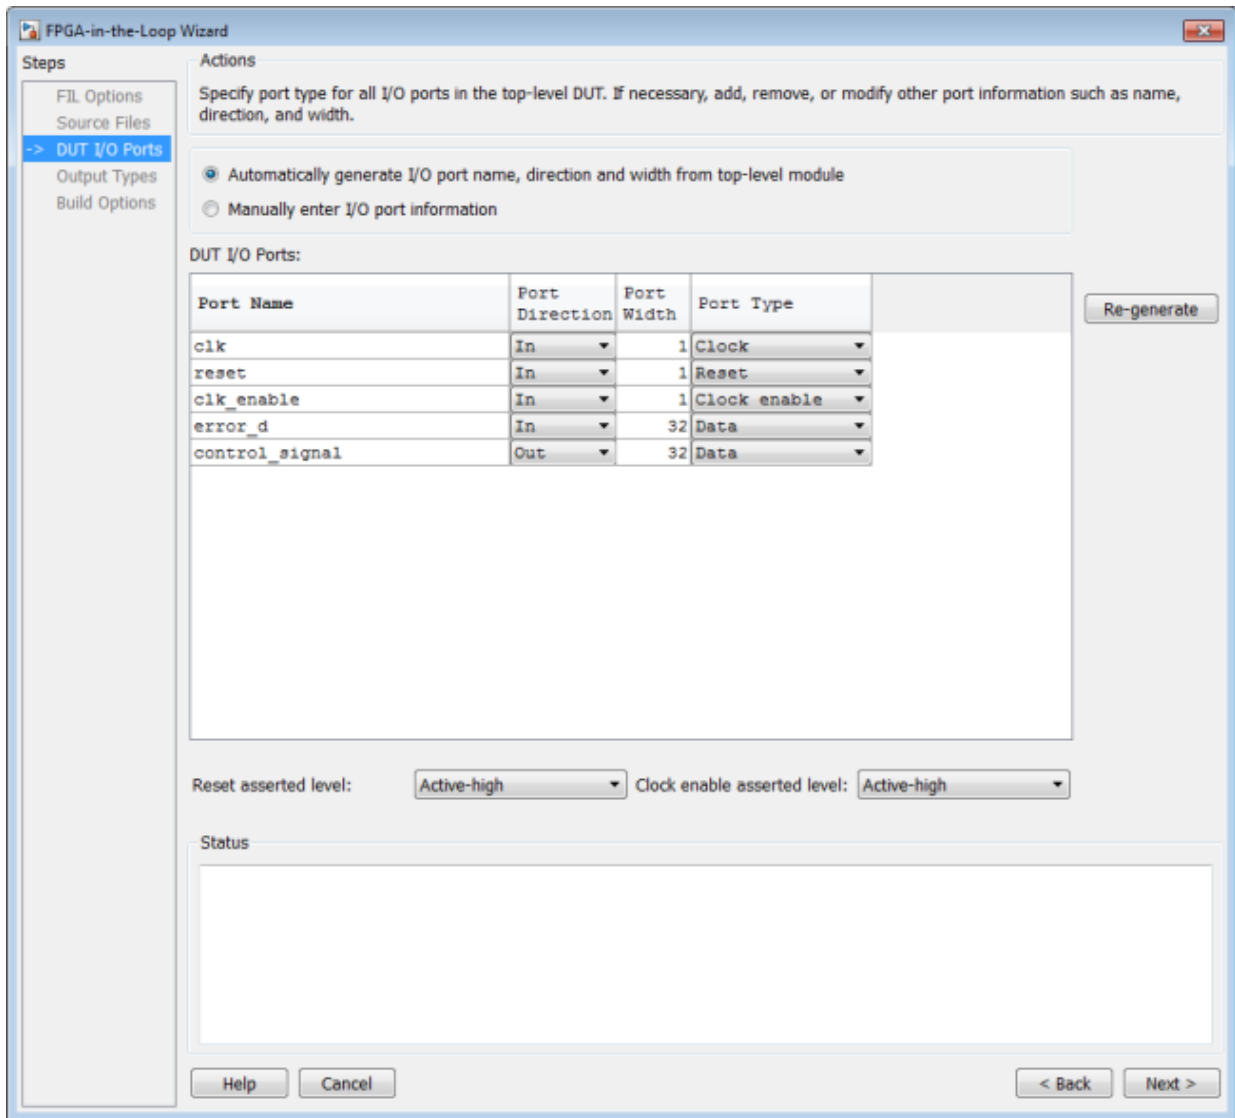 FPGA-in-the-Loop Wizard
Steps
FIL Options
Source Files
-> DUT I/O Ports
Output Types
Build Options
Actions
Specify port type for all I/O ports in the top-level DUT. If necessary, add, remove, or modify other port information such as name,
direction, and width.
Automatically generate I/O port name, direction and width from top-level module
Manually enter I/O port information
DUT I/O Ports:
Port Name Port Direction Port Width Port Type
clk In 1 Clock
reset In 1 Reset
clk_enable In 1 Clock enable
error_d In 32 Data
control_signal Out 32 Data
Re-generate
Reset asserted level: Active-high Clock enable asserted level: Active-high
Status
Help Cancel < Back Next >